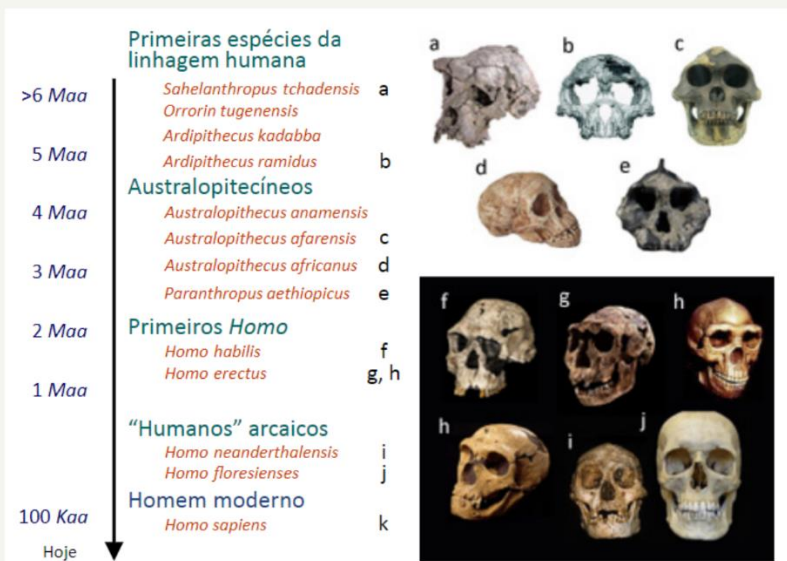 Primeiras espécies da
linhagem humana
>6 Maa
Sahelanthropus tchadensis a
Orrorin tugenensis
Ardipithecus kadabba
5 Maa
Ardipithecus ramidus b
Australopitecíneos
4 Maa
Australopithecus anamensis
Australopithecus afarensis c
3 Maa
Australopithecus africanus d
Paranthropus aethiopicus e
2 Maa
Primeiros Homo
Homo habilis f
Homo erectus g, h
1 Maa
“Humanos” arcaicos
Homo neanderthalensis i
Homo floresienses j
Homem moderno
100 Kaa
Homo sapiens k
Hoje
a b c
d e
f g h
h i j